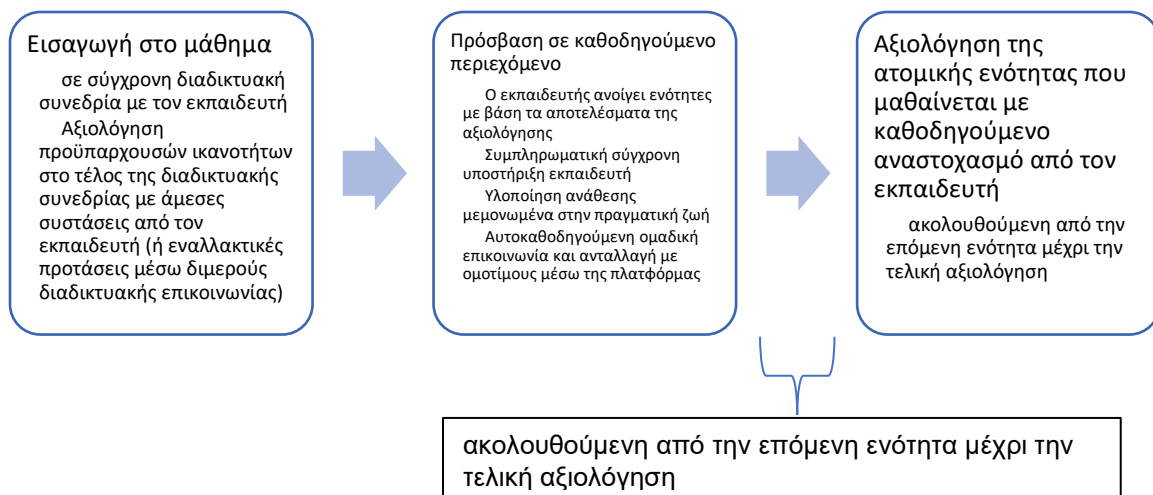 Εισαγωγή στο μάθημα
σε σύγχρονη διαδικτυακή
συνεδρία με τον εκπαιδευτή
Αξιολόγηση
προϋπαρχουσών ικανοτήτων
στο τέλος της διαδικτυακής
συνεδρίας με άμεσες
συστάσεις από τον
εκπαιδευτή (ή εναλλακτικές
προτάσεις μέσω διμερούς
διαδικτυακής επικοινωνίας)
Πρόσβαση σε καθοδηγούμενο
περιεχόμενο
Ο εκπαιδευτής ανοίγει ενότητες
με βάση τα αποτελέσματα της
αξιολόγησης
Συμπληρωματική σύγχρονη
υποστήριξη εκπαιδευτή
Υλοποίηση ανάθεσης
μεμονωμένα στην πραγματική ζωή
Αυτοκαθοδηγούμενη ομαδική
επικοινωνία και ανταλλαγή με
ομοτίμους μέσω της πλατφόρμας
Αξιολόγηση της
ατομικής ενότητας που
μαθαίνεται με
καθοδηγούμενο
αναστοχασμό από τον
εκπαιδευτή
ακολουθούμενη από την
επόμενη ενότητα μέχρι την
τελική αξιολόγηση
ακολουθούμενη από την επόμενη ενότητα μέχρι την
τελική αξιολόγηση